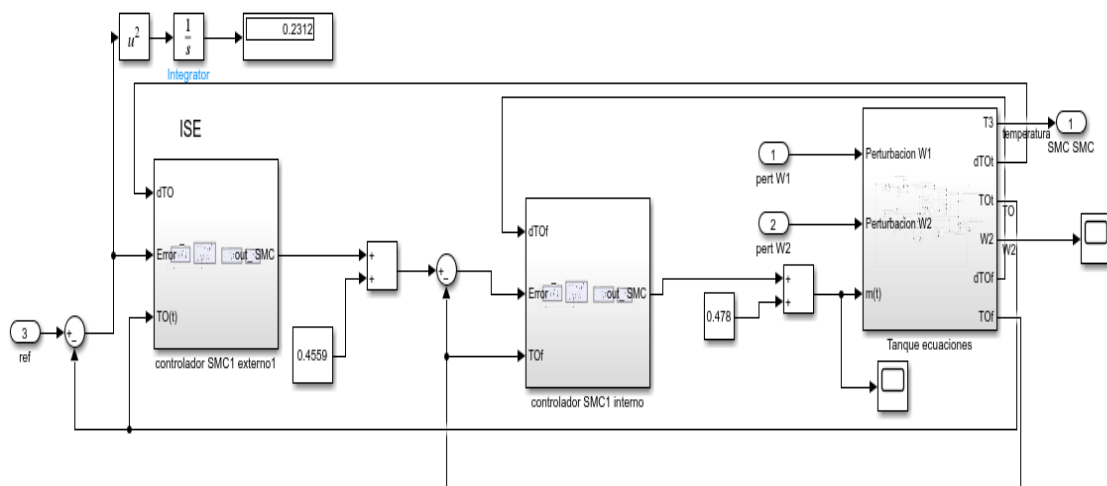 u²
1
s
0.2312
Integrator
ISE
dTO
Error
out_SMC
TO(t)
controlador SMC1 externo1
3
ref
+
−
0.4559
+
+
+
−
dTOf
Error
out_SMC
TOf
controlador SMC1 interno
1
pert W1
2
pert W2
0.478
+
+
Perturbacion W1
Perturbacion W2
m(t)
T3
dTOt
TOt
W2
dTOf
TOf
Tanque ecuaciones
temperatura
TO
W2
1
SMC SMC